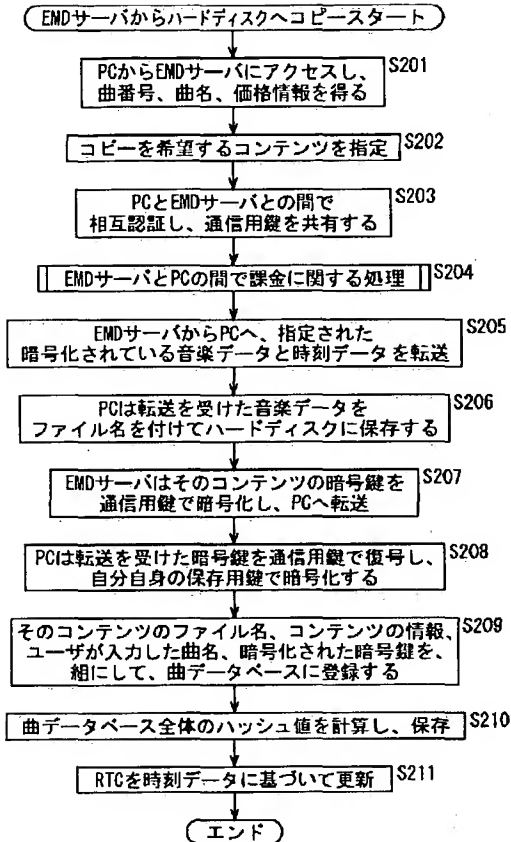 EMDサーバからハードディスクへコピースタート
PCからEMDサーバにアクセスし、
曲番号、曲名、価格情報を得る
S201
コピーを希望するコンテンツを指定
S202
PCとEMDサーバとの間で
相互認証し、通信用鍵を共有する
S203
EMDサーバとPCの間で課金に関する処理
S204
EMDサーバからPCへ、指定された
暗号化されている音楽データと時刻データを転送
S205
PCは転送を受けた音楽データを
ファイル名を付けてハードディスクに保存する
S206
EMDサーバはそのコンテンツの暗号鍵を
通信用鍵で暗号化し、PCへ転送
S207
PCは転送を受けた暗号鍵を通信用鍵で復号し、
自分自身の保存用鍵で暗号化する
S208
そのコンテンツのファイル名、コンテンツの情報、
ユーザが入力した曲名、暗号化された暗号鍵を、
組にして、曲データベースに登録する
S209
曲データベース全体のハッシュ値を計算し、保存
S210
RTCを時刻データに基づいて更新
S211
エンド